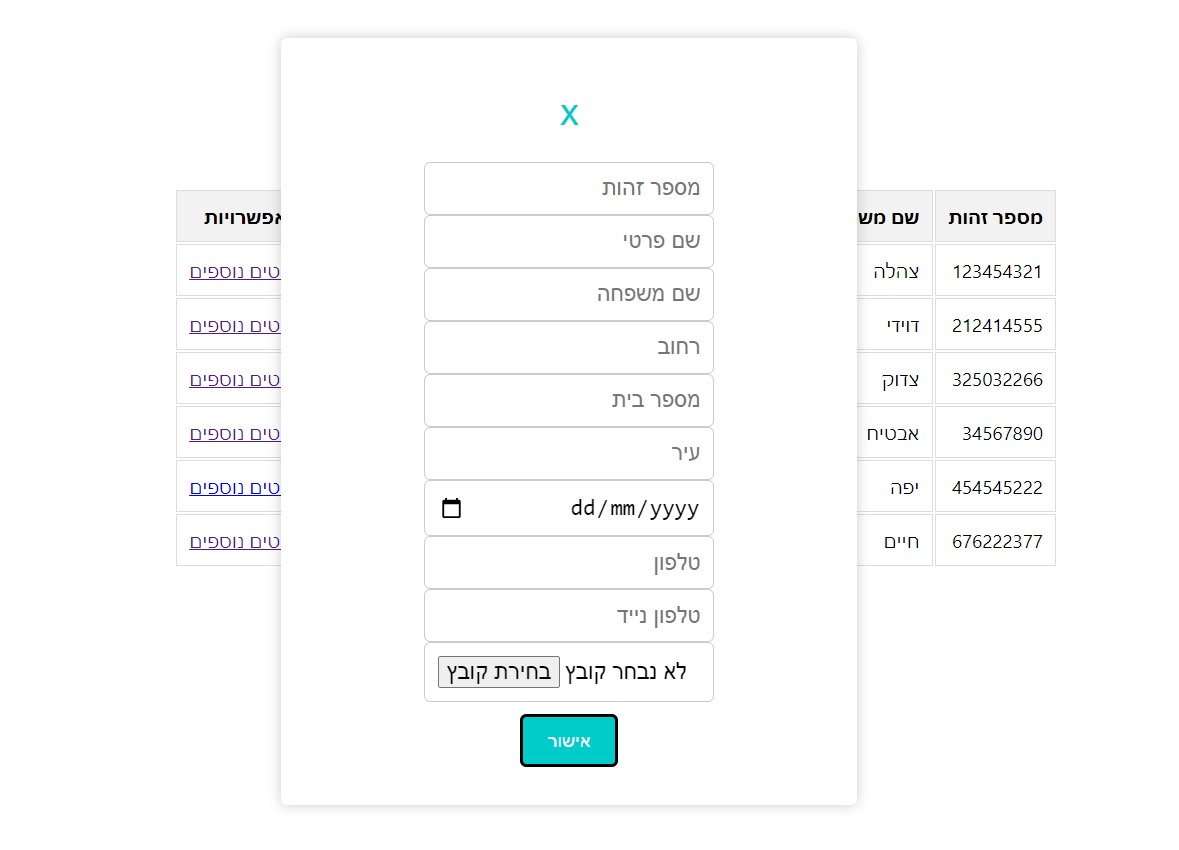 X
מספר זהות
שם פרטי
שם משפחה
רחוב
מספר בית
עיר
dd/mm/yyyy
טלפון
טלפון נייד
לא נבחר קובץ בחירת קובץ
אישור
מספר זהות שם מש אפשרויות
123454321 צהלה טים נוספים
212414555 דוידי טים נוספים
325032266 צדוק טים נוספים
34567890 אבטיח טים נוספים
454545222 יפה טים נוספים
676222377 חיים טים נוספים